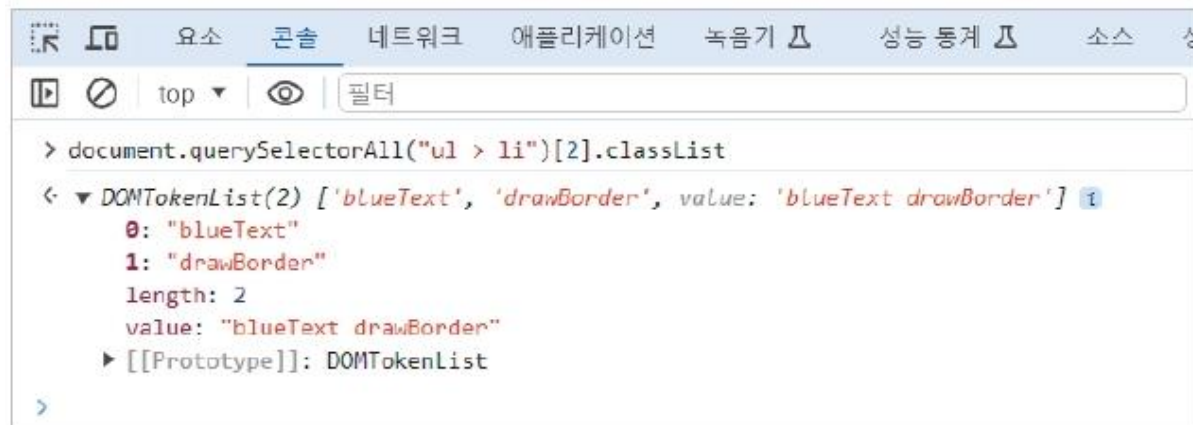 요소 콘솔 네트워크 애플리케이션 녹음기 성능 통계 소스
top ▼ 필터
> document.querySelectorAll("ul > li")[2].classList
▼ DOMTokenList(2) ['blueText', 'drawBorder', value: 'blueText drawBorder'] i
0: "blueText"
1: "drawBorder"
length: 2
value: "blueText drawBorder"
▶ [[Prototype]]: DOMTokenList
>